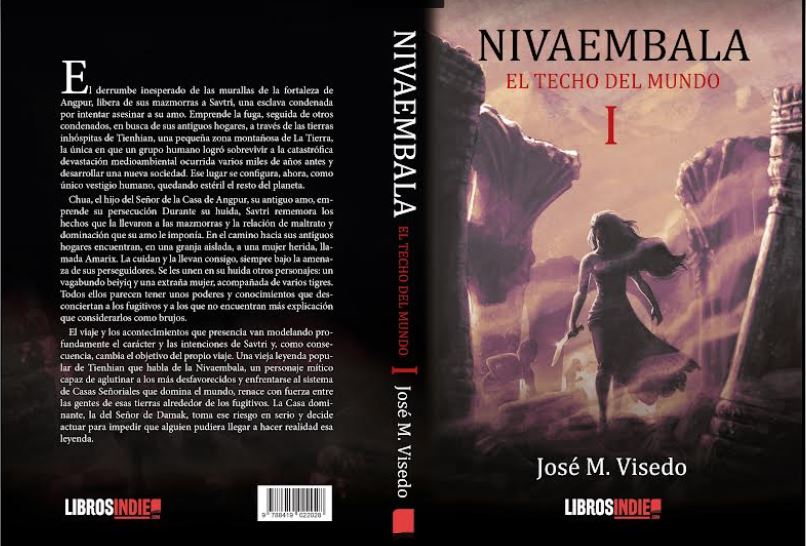 El derrumbe inesperado de las murallas de la fortaleza de
Angpur, libera de sus mazmorras a Savtri, una esclava condenada
por intentar asesinar a su amo. Emprende la fuga, seguida de otros
condenados, en busca de sus antiguos hogares, a través de las tierras
inhóspitas de Tienhian, una pequeña zona montañosa de La Tierra,
la única en que un grupo humano logró sobrevivir a la catastrófica
devastación medioambiental ocurrida varios miles de años antes y
desarrollar una nueva sociedad. Ese lugar se configura, ahora, como
único vestigio humano, quedando estéril el resto del planeta.
Chua, el hijo del Señor de la Casa de Angpur, su antiguo amo, em-
prende su persecución Durante su huida, Savtri rememora los
hechos que la llevaron a las mazmorras y la relación de maltrato y
dominación que su amo le imponía. En el camino hacia sus antiguos
hogares encuentran, en una granja aislada, a una mujer herida, lla-
mada Amarix. La cuidan y la llevan consigo, siempre bajo la amena-
za de sus perseguidores. Se les unen en su huida otros personajes: un
vagabundo beiyiq y una extraña mujer, acompañada de varios tigres.
Todos ellos parecen tener unos poderes y conocimientos que des-
conciertan a los fugitivos y a los que no encuentran más explicación
que considerarlos como brujos.
El viaje y los acontecimientos que presencia van modelando pro-
fundamente el carácter y las intenciones de Savtri y, como conse-
cuencia, cambia el objetivo del propio viaje. Una vieja leyenda popu-
lar de Tienhian que habla de la Nivaembala, un personaje mítico
capaz de aglutinar a los más desfavorecidos y enfrentarse al sistema
de Casas Señoriales que domina el mundo, renace con fuerza entre
las gentes de esas tierras alrededor de los fugitivos. La Casa domi-
nante, la del Señor de Damak, toma ese riesgo en serio y decide
actuar para impedir que alguien pudiera llegar a hacer realidad esa
leyenda.
LIBROSINDIE
.COM
9 788419 622028
NIVAEMBALA EL TECHO DEL MUNDO I José M. Visedo
NIVAEMBALA
EL TECHO DEL MUNDO
I
José M. Visedo
LIBROSINDIE
.COM